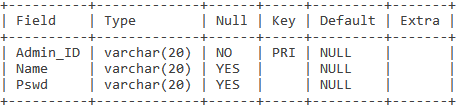 +----------+-------------+------+-----+---------+-------+
| Field    | Type        | Null | Key | Default | Extra |
+----------+-------------+------+-----+---------+-------+
| Admin_ID | varchar(20) | NO   | PRI | NULL    |       |
| Name     | varchar(20) | YES  |     | NULL    |       |
| Pswd     | varchar(20) | YES  |     | NULL    |       |
+----------+-------------+------+-----+---------+-------+